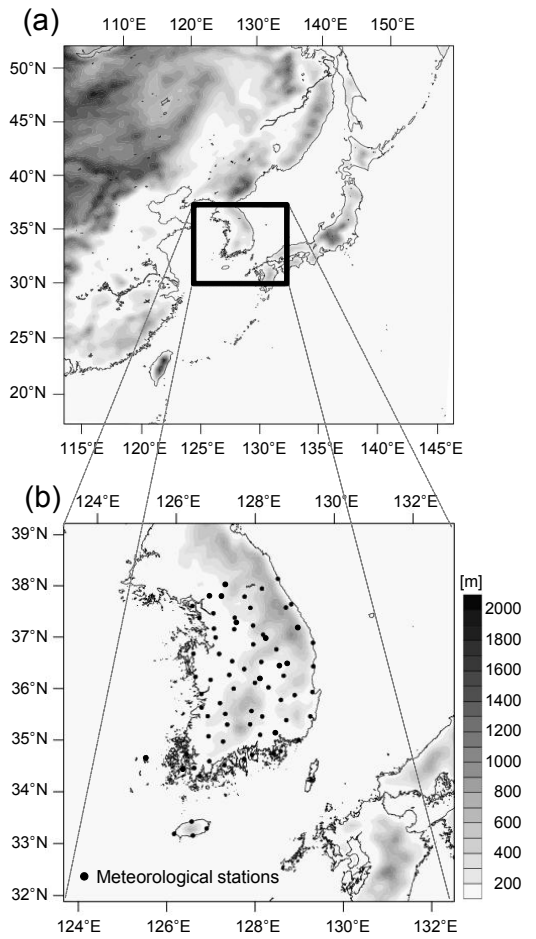 (a)
110°E 120°E 130°E 140°E 150°E
50°N
45°N
40°N
35°N
30°N
25°N
20°N
115°E 120°E 125°E 130°E 135°E 140°E 145°E
(b)
124°E 126°E 128°E 130°E 132°E
39°N
38°N
37°N
36°N
35°N
34°N
33°N
32°N
[m]
2000
1800
1600
1400
1200
1000
800
600
400
200
Meteorological stations
124°E 126°E 128°E 130°E 132°E